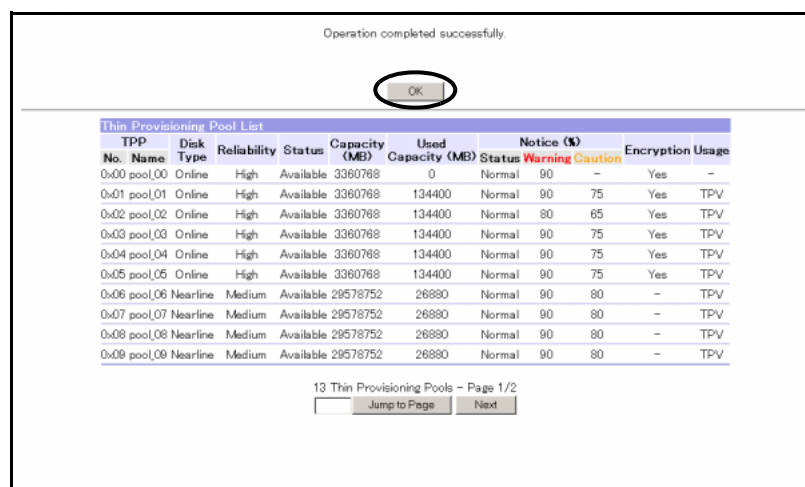 Operation completed successfully.
OK
Thin Provisioning Pool List
TPP Disk Type Reliability Status Capacity (MB) Used Capacity (MB) Notice (%) Encryption Usage
No. Name Status Warning Caution
0x00 pool_00 Online High Available 3360768 0 Normal 90 - Yes -
0x01 pool_01 Online High Available 3360768 134400 Normal 90 75 Yes TPV
0x02 pool_02 Online High Available 3360768 134400 Normal 80 65 Yes TPV
0x03 pool_03 Online High Available 3360768 134400 Normal 90 75 Yes TPV
0x04 pool_04 Online High Available 3360768 134400 Normal 90 75 Yes TPV
0x05 pool_05 Online High Available 3360768 134400 Normal 90 75 Yes TPV
0x06 pool_06 Nearline Medium Available 29578752 26880 Normal 90 80 - TPV
0x07 pool_07 Nearline Medium Available 29578752 26880 Normal 90 80 - TPV
0x08 pool_08 Nearline Medium Available 29578752 26880 Normal 90 80 - TPV
0x09 pool_09 Nearline Medium Available 29578752 26880 Normal 90 80 - TPV
13 Thin Provisioning Pools - Page 1/2
Jump to Page Next